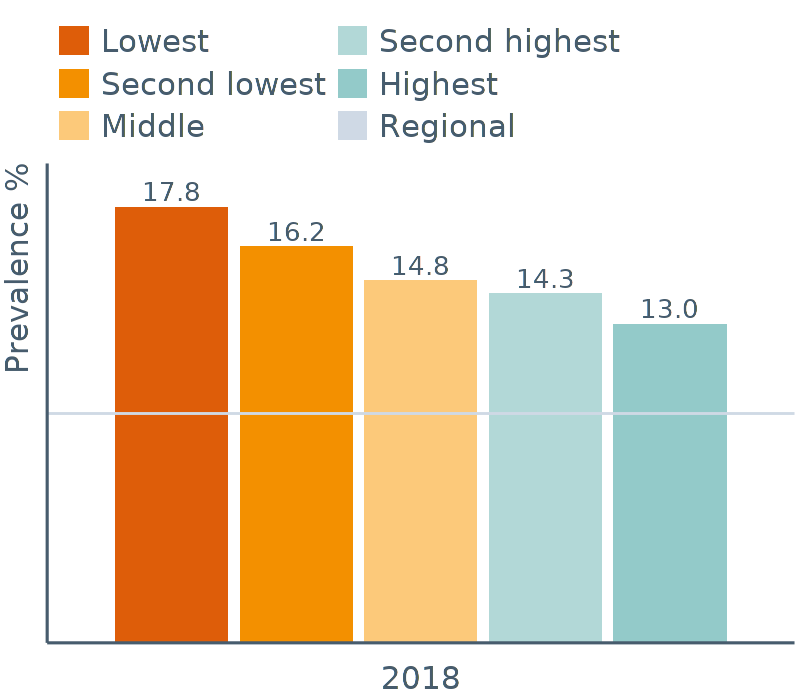 Lowest
Second lowest
Middle
Second highest
Highest
Regional
Prevalence %
17.8
16.2
14.8
14.3
13.0
2018